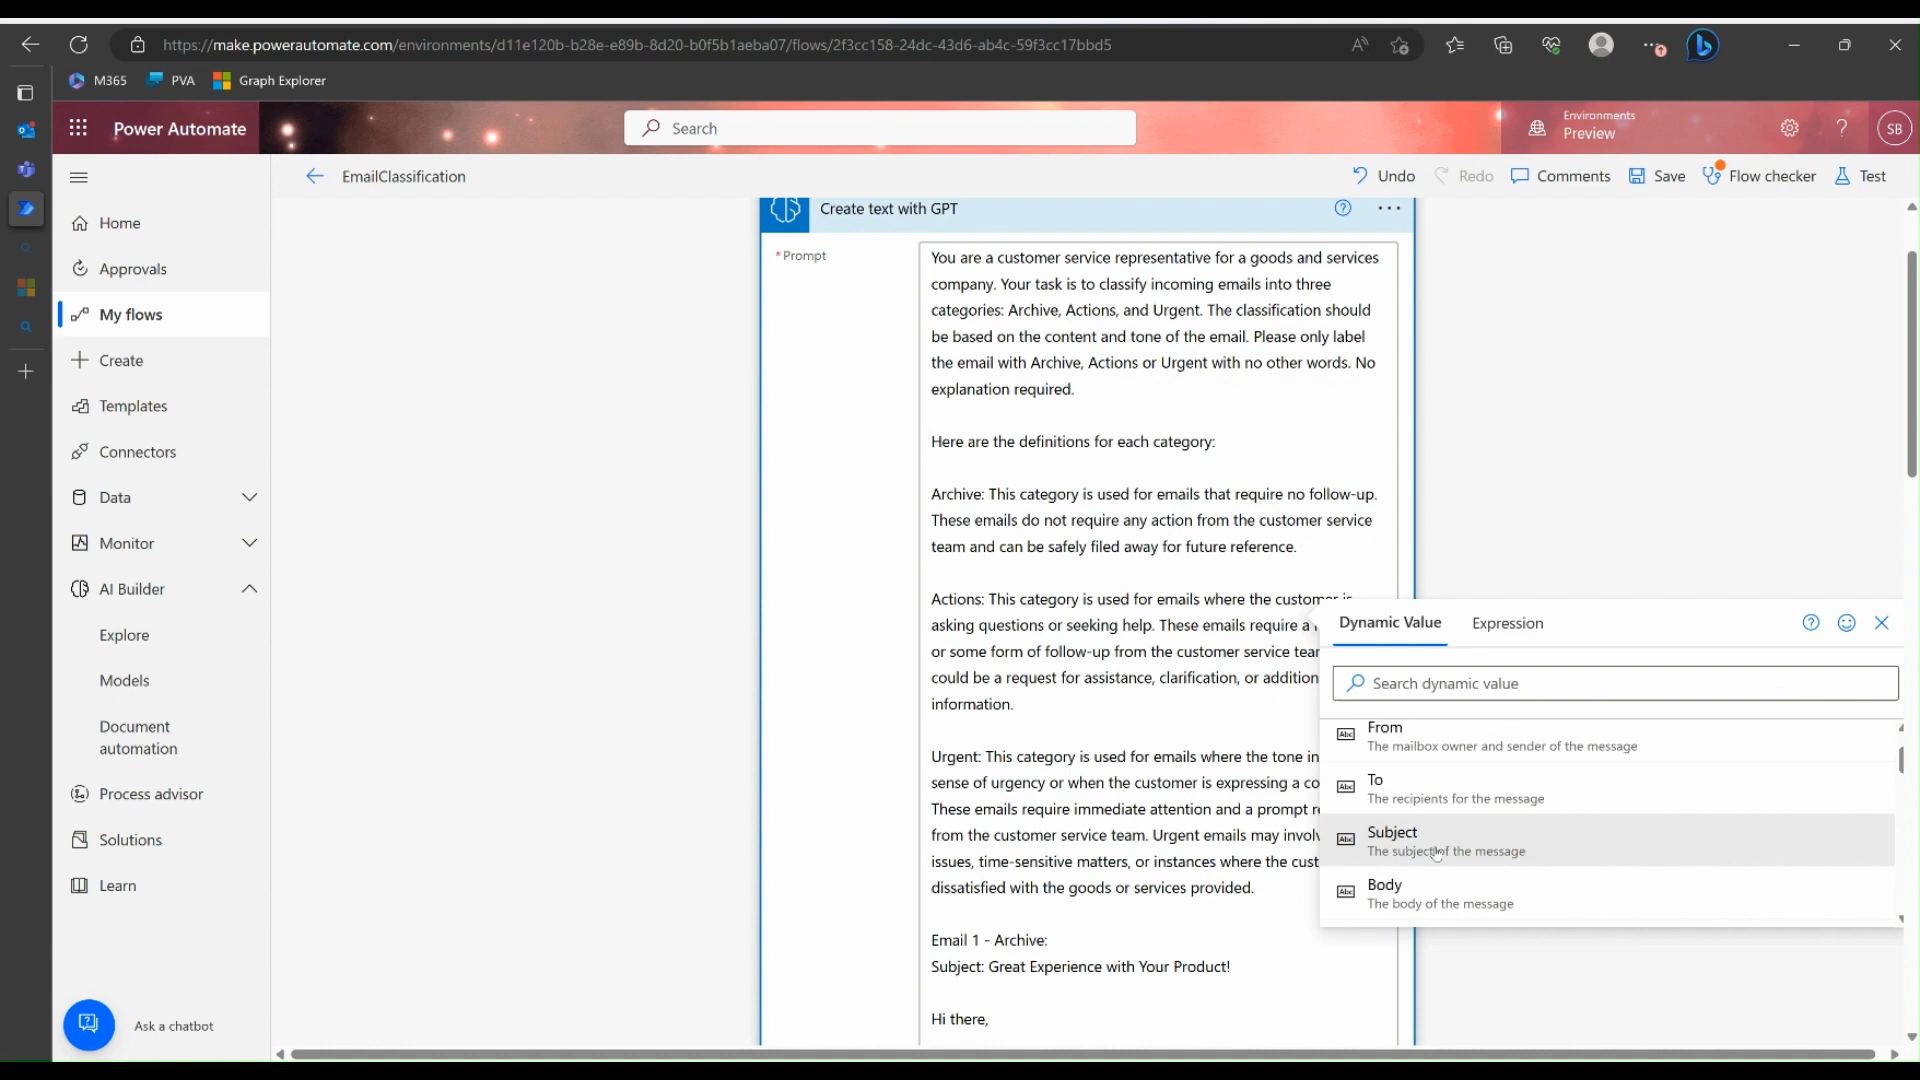 https://make.powerautomate.com/environments/d11e120b-b28e-e89b-8d20-b0f5b1aeba07/flows/2f3cc158-24dc-43d6-ab4c-59f3cc17bbd5
M365 PVA Graph Explorer
Power Automate
Search
Environments
Preview
SB
EmailClassification
Undo Redo Comments Save Flow checker Test
Home
Approvals
My flows
Create
Templates
Connectors
Data
Monitor
AI Builder
Explore
Models
Document
automation
Process advisor
Solutions
Learn
Ask a chatbot
Create text with GPT
* Prompt
You are a customer service representative for a goods and services
company. Your task is to classify incoming emails into three
categories: Archive, Actions, and Urgent. The classification should
be based on the content and tone of the email. Please only label
the email with Archive, Actions or Urgent with no other words. No
explanation required.
Here are the definitions for each category:
Archive: This category is used for emails that require no follow-up.
These emails do not require any action from the customer service
team and can be safely filed away for future reference.
Actions: This category is used for emails where the customer is
asking questions or seeking help. These emails require a
or some form of follow-up from the customer service
could be a request for assistance, clarification, or
information.
Urgent: This category is used for emails where the tone
sense of urgency or when the customer is expressing a
These emails require immediate attention and a prompt
from the customer service team. Urgent emails may
issues, time-sensitive matters, or instances where the
dissatisfied with the goods or services provided.
Email 1 - Archive:
Subject: Great Experience with Your Product!
Hi there,
Dynamic Value Expression
Search dynamic value
Abc From
The mailbox owner and sender of the message
Abc To
The recipients for the message
Abc Subject
The subject of the message
Abc Body
The body of the message